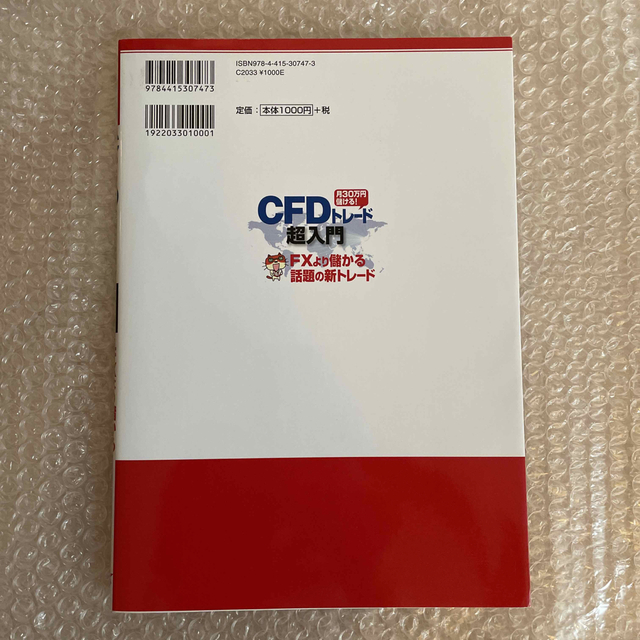 9784415307473
1922033010001
ISBN978-4-415-30747-3
C2033 ¥1000E
定価：本体1000円+税
月30万円
儲ける!
CFDトレード
超入門
FXより儲かる
話題の新トレード